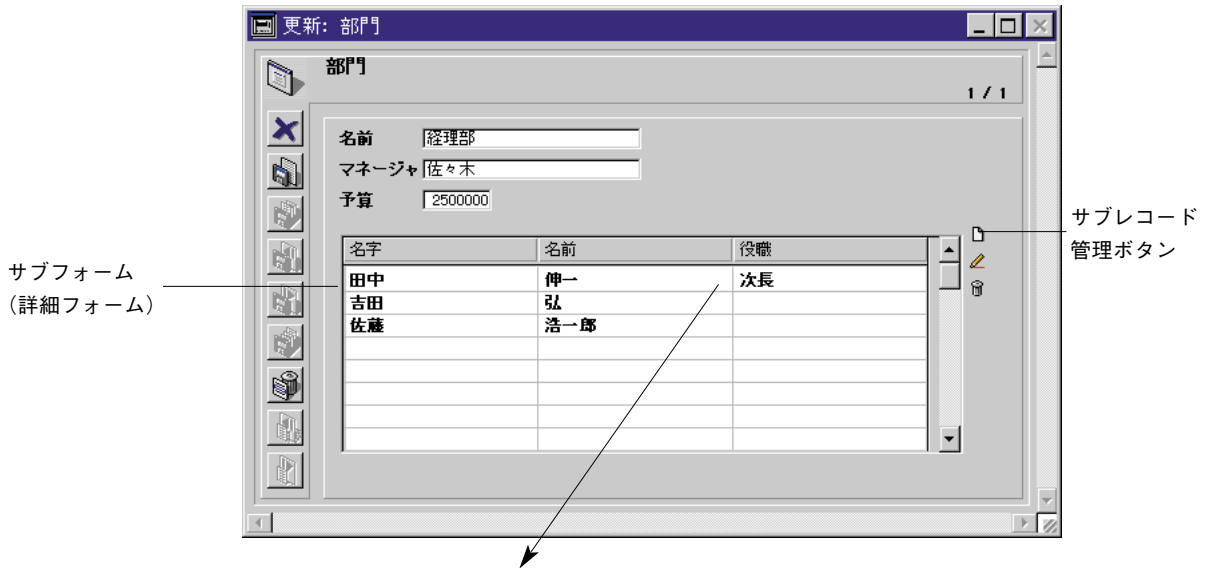 更新: 部門
部門
1 / 1
名前 経理部
マネージャ 佐々木
予算 2500000
サブレコード
管理ボタン
サブフォーム
（詳細フォーム）
名字 名前 役職
田中 伸一 次長
吉田 弘
佐藤 浩一郎